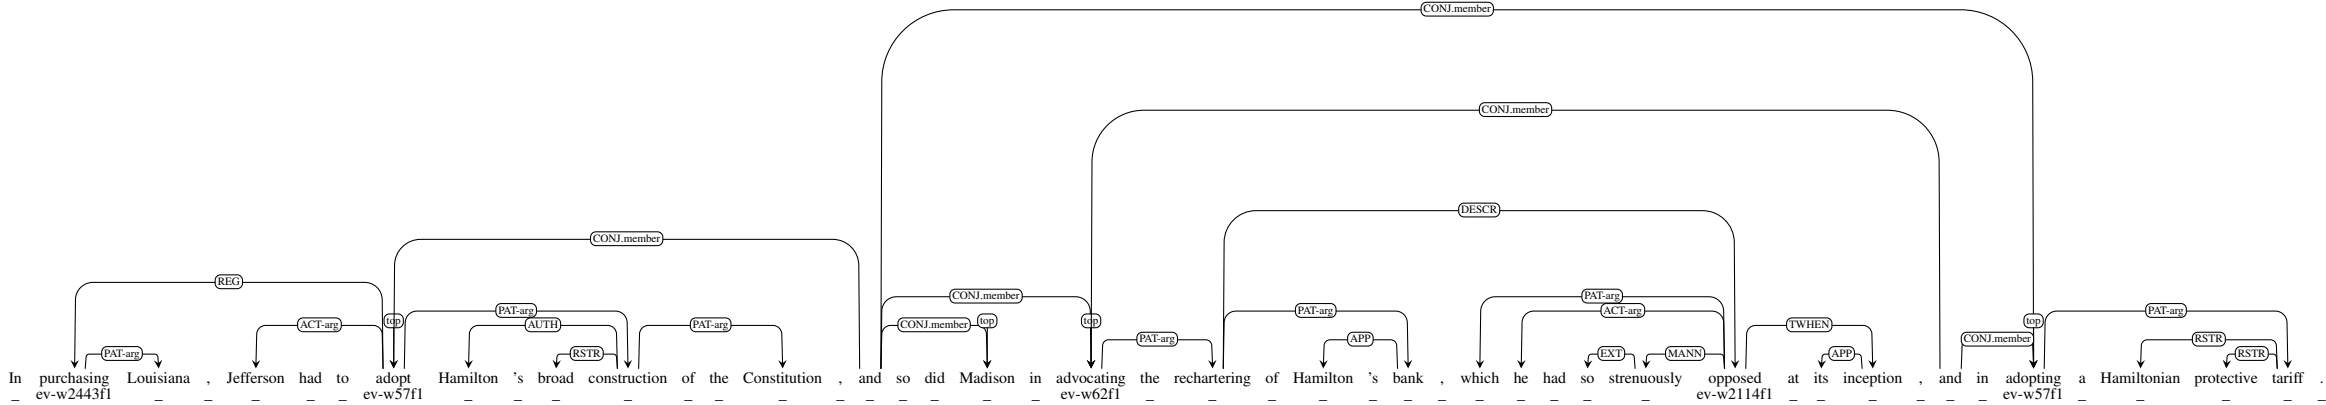 CONJ.member
CONJ.member
DESCR
CONJ.member
REG
CONJ.member PAT-arg
PAT-arg PAT-arg ACT-arg PAT-arg
top top top
ACT-arg AUTH PAT-arg CONJ.member top TWHEN
PAT-arg APP CONJ.member RSTR
PAT-arg RSTR EXT MANN APP RSTR
In purchasing Louisiana , Jefferson had to adopt Hamilton 's broad construction of the Constitution , and so did Madison in advocating the rechartering of Hamilton 's bank , which he had so strenuously opposed at its inception , and in adopting a Hamiltonian protective tariff .
_ ev-w2443f1 _ _ _ _ _ ev-w57f1 _ _ _ _ _ _ _ _ _ _ _ _ _ ev-w62f1 _ _ _ _ _ _ _ _ _ _ _ _ ev-w2114f1 _ _ _ _ _ _ ev-w57f1 _ _ _ _ _